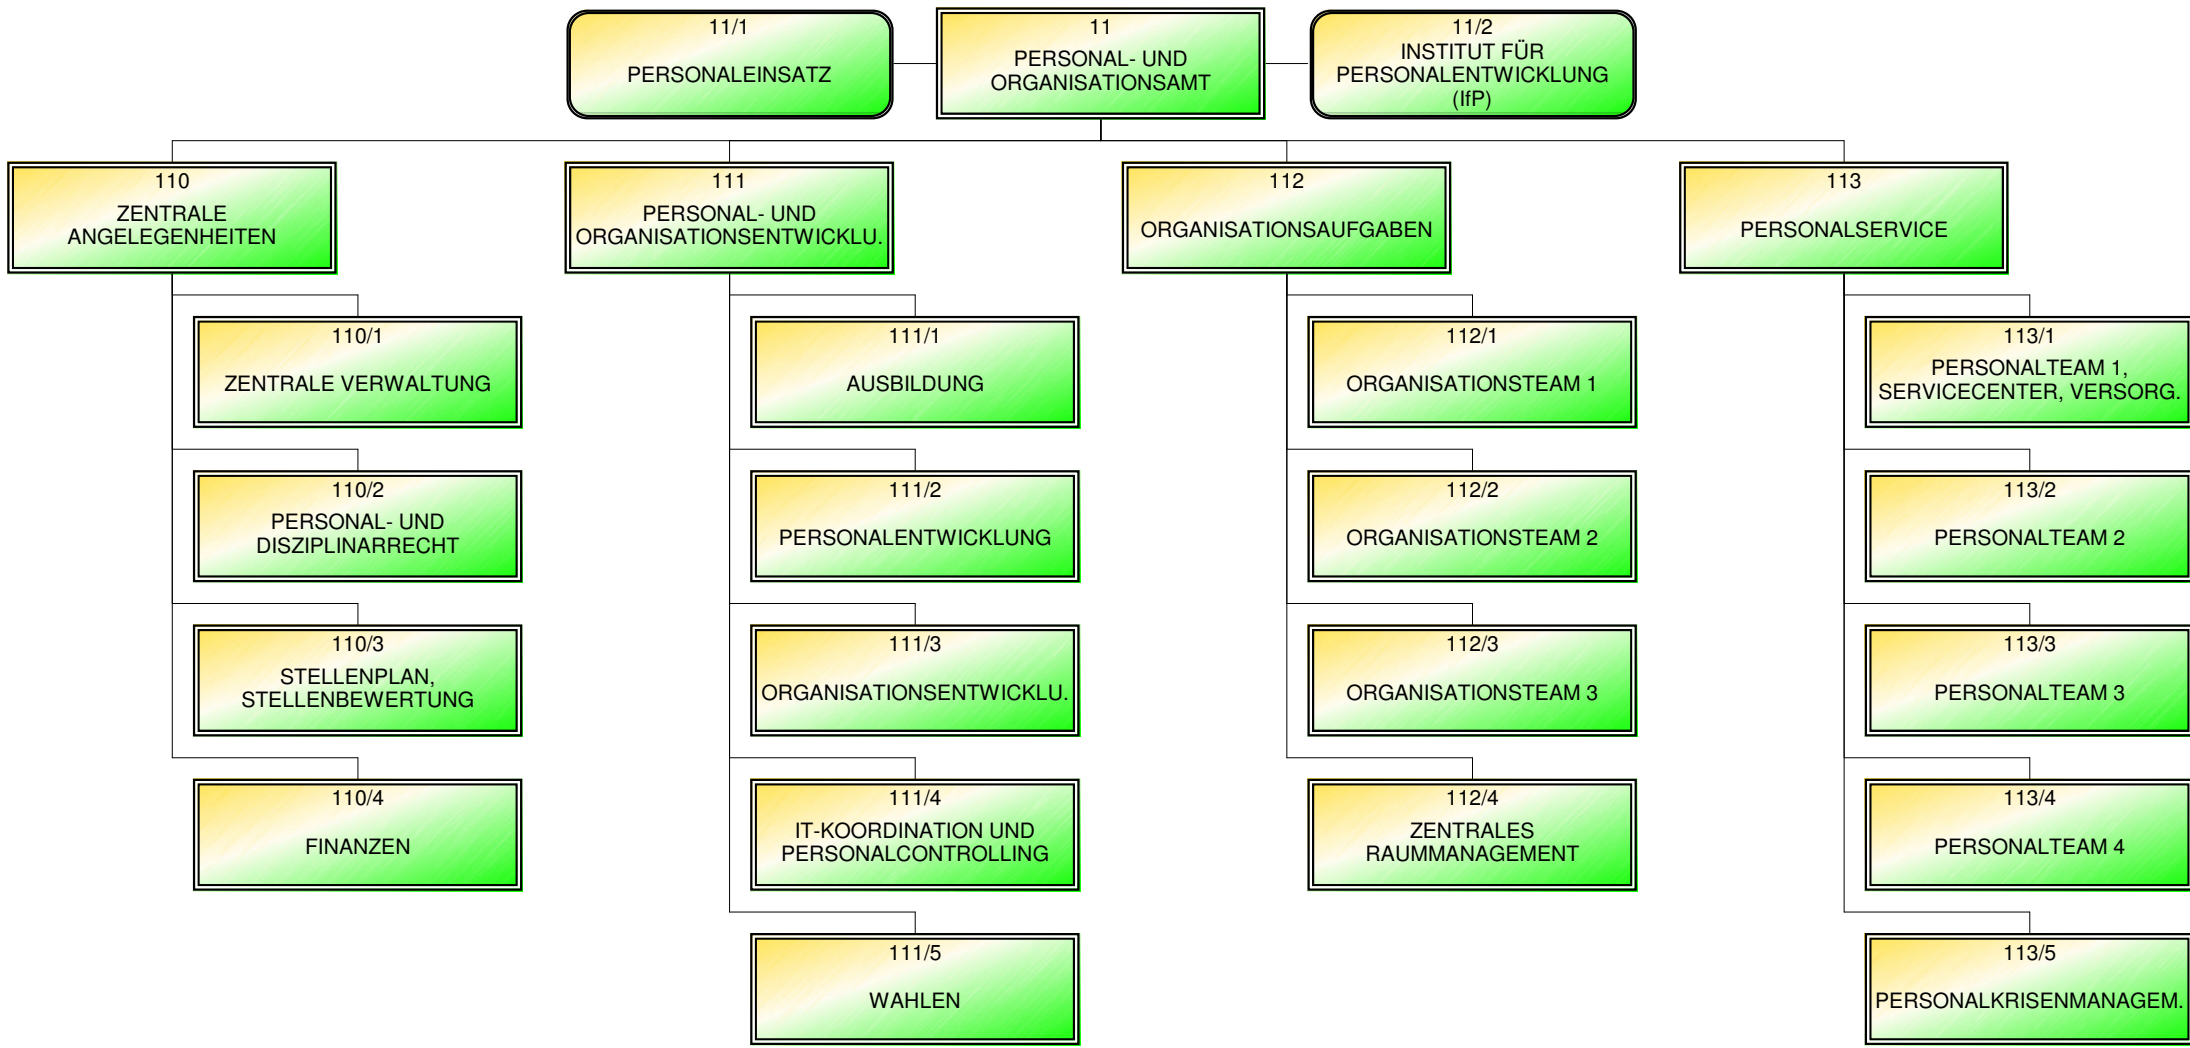 11/1
PERSONALEINSATZ
11
PERSONAL- UND
ORGANISATIONSAMT
11/2
INSTITUT FÜR
PERSONALENTWICKLUNG
(IfP)
110
ZENTRALE
ANGELEGENHEITEN
111
PERSONAL- UND
ORGANISATIONSENTWICKLU.
112
ORGANISATIONSAUFGABEN
113
PERSONALSERVICE
110/1
ZENTRALE VERWALTUNG
110/2
PERSONAL- UND
DISZIPLINARRECHT
110/3
STELLENPLAN,
STELLENBEWERTUNG
110/4
FINANZEN
111/1
AUSBILDUNG
111/2
PERSONALENTWICKLUNG
111/3
ORGANISATIONSENTWICKLU.
111/4
IT-KOORDINATION UND
PERSONALCONTROLLING
111/5
WAHLEN
112/1
ORGANISATIONSTEAM 1
112/2
ORGANISATIONSTEAM 2
112/3
ORGANISATIONSTEAM 3
112/4
ZENTRALES
RAUMMANAGEMENT
113/1
PERSONALTEAM 1,
SERVICECENTER, VERSORG.
113/2
PERSONALTEAM 2
113/3
PERSONALTEAM 3
113/4
PERSONALTEAM 4
113/5
PERSONALKRISENMANAGEM.